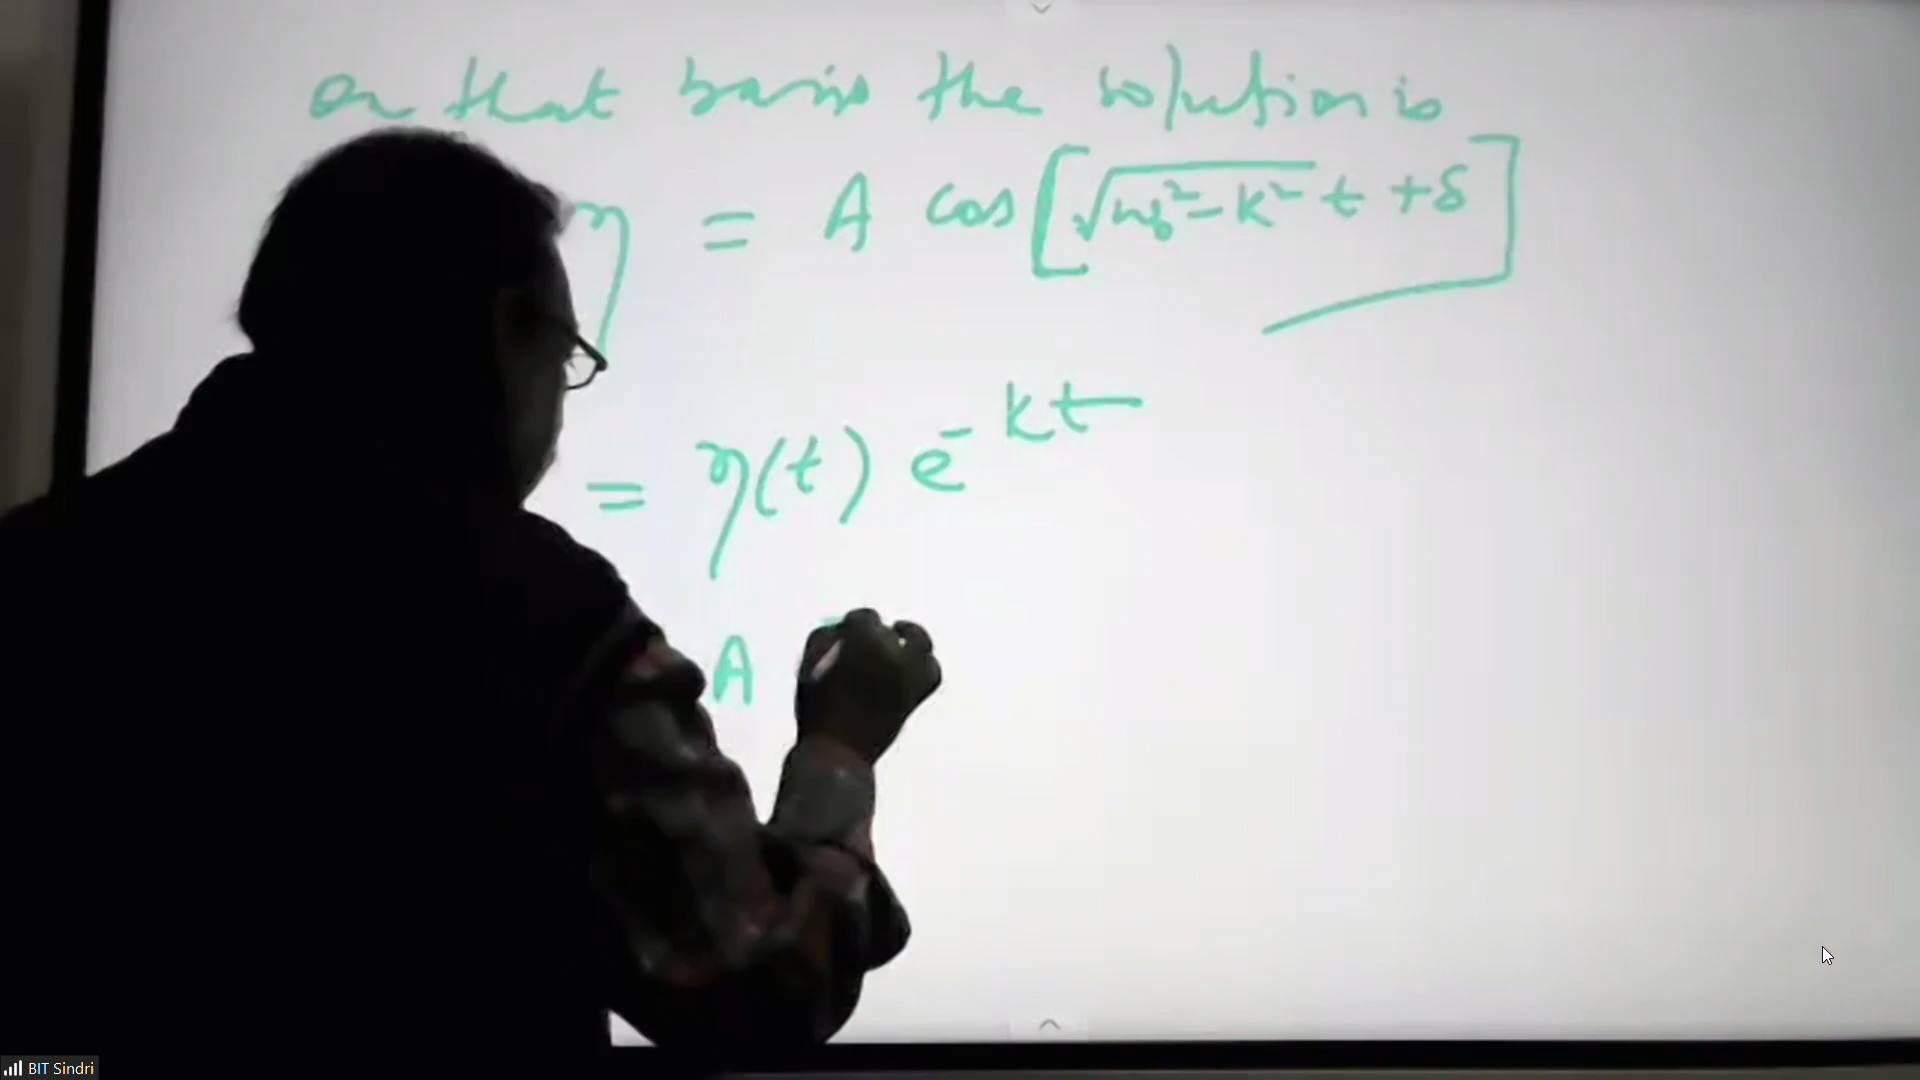 on that basis the solution is
η = A cos [√ω₀²-k² t + δ]
= η(t) e^-kt
A
BIT Sindri